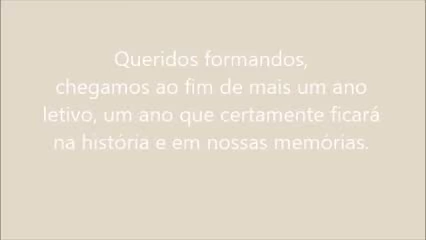 Queridos formandos,
chegamos ao fim de mais um ano
letivo, um ano que certamente ficará
na história e em nossas memórias.